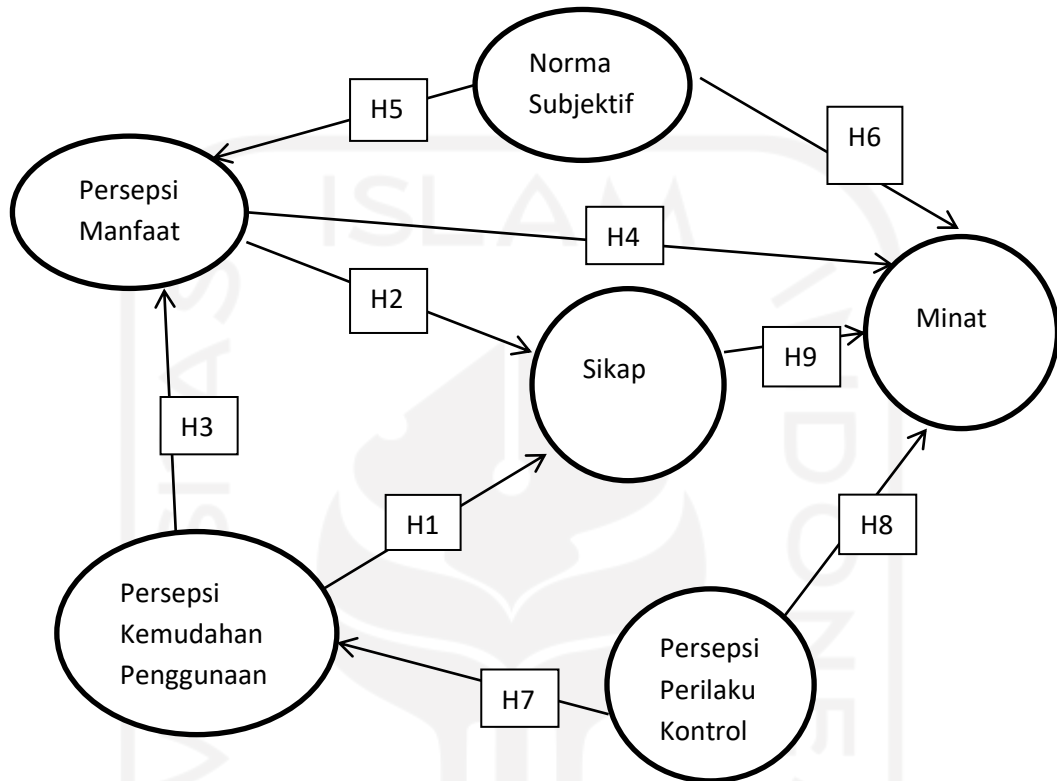 Norma
Subjektif
H5
H6
Persepsi
Manfaat
H4
H2
Minat
Sikap
H9
H3
H1
H8
Persepsi
Kemudahan
Penggunaan
Persepsi
Perilaku
Kontrol
H7
ISLAM